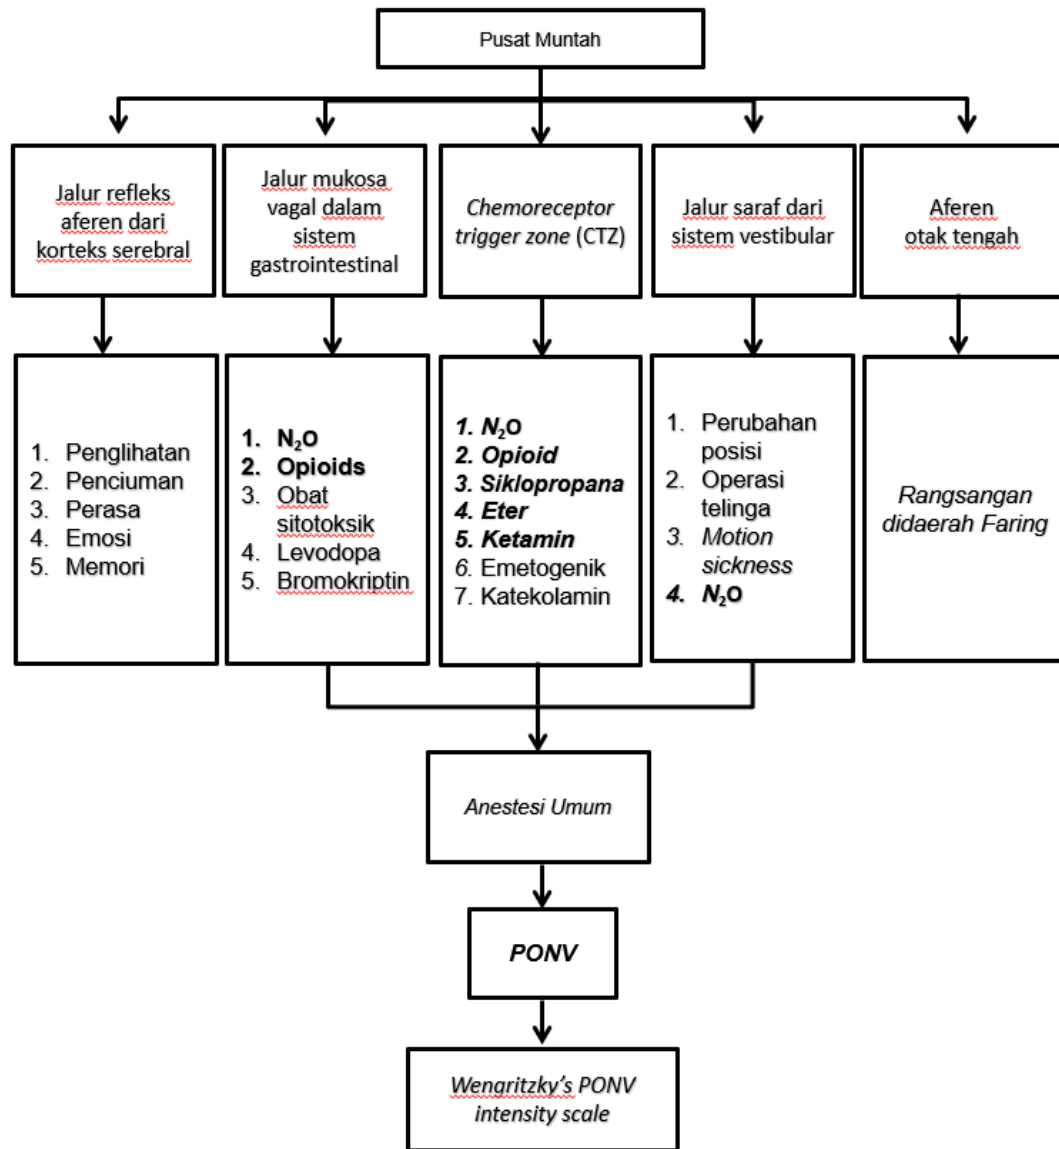 Pusat Muntah
Jalur refleks
aferen dari
korteks serebral
Jalur mukosa
vagal dalam
sistem
gastrointestinal
Chemoreceptor
trigger zone (CTZ)
Jalur saraf dari
sistem vestibular
Aferen
otak tengah
1. Penglihatan
2. Penciuman
3. Perasa
4. Emosi
5. Memori
1. N₂O
2. Opioids
3. Obat
sitotoksik
4. Levodopa
5. Bromokriptin
1. N₂O
2. Opioid
3. Siklopropana
4. Eter
5. Ketamin
6. Emetogenik
7. Katekolamin
1. Perubahan
posisi
2. Operasi
telinga
3. Motion
sickness
4. N₂O
Rangsangan
didaerah Faring
Anestesi Umum
PONV
Wengritzky's PONV
intensity scale